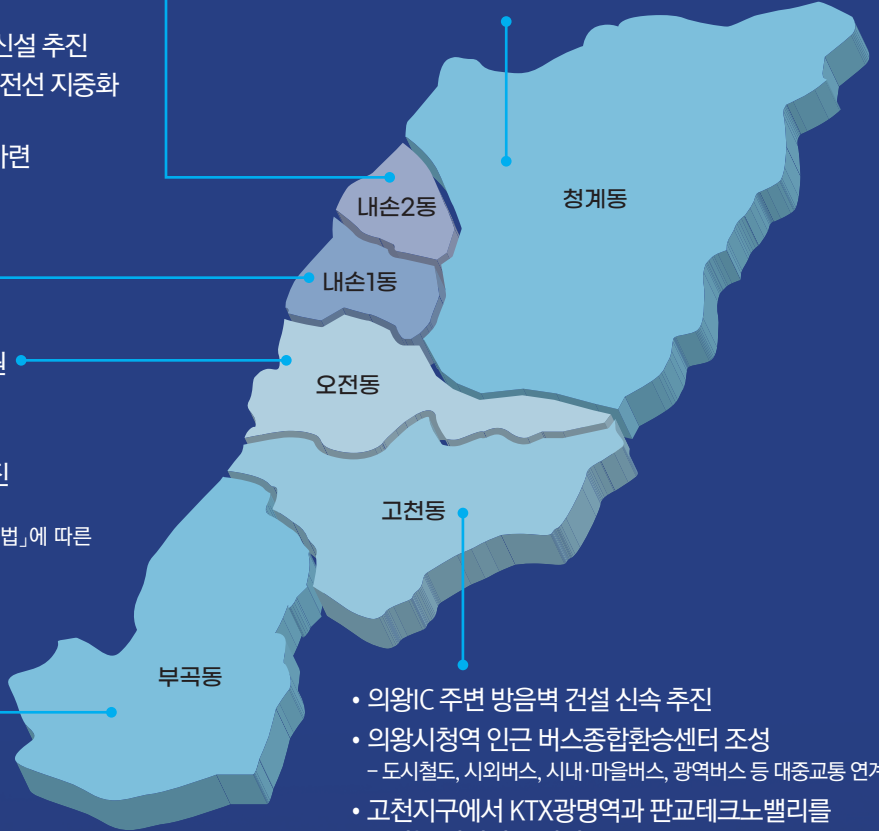 신설 추진
전선 지중화
마련
내손2동
청계동
내손1동
오전동
고천동
법」에 따른
부곡동
• 의왕IC 주변 방음벽 건설 신속 추진
• 의왕시청역 인근 버스종합환승센터 조성
– 도시철도, 시외버스, 시내·마을버스, 광역버스 등 대중교통 연계
• 고천지구에서 KTX광명역과 판교테크노밸리를